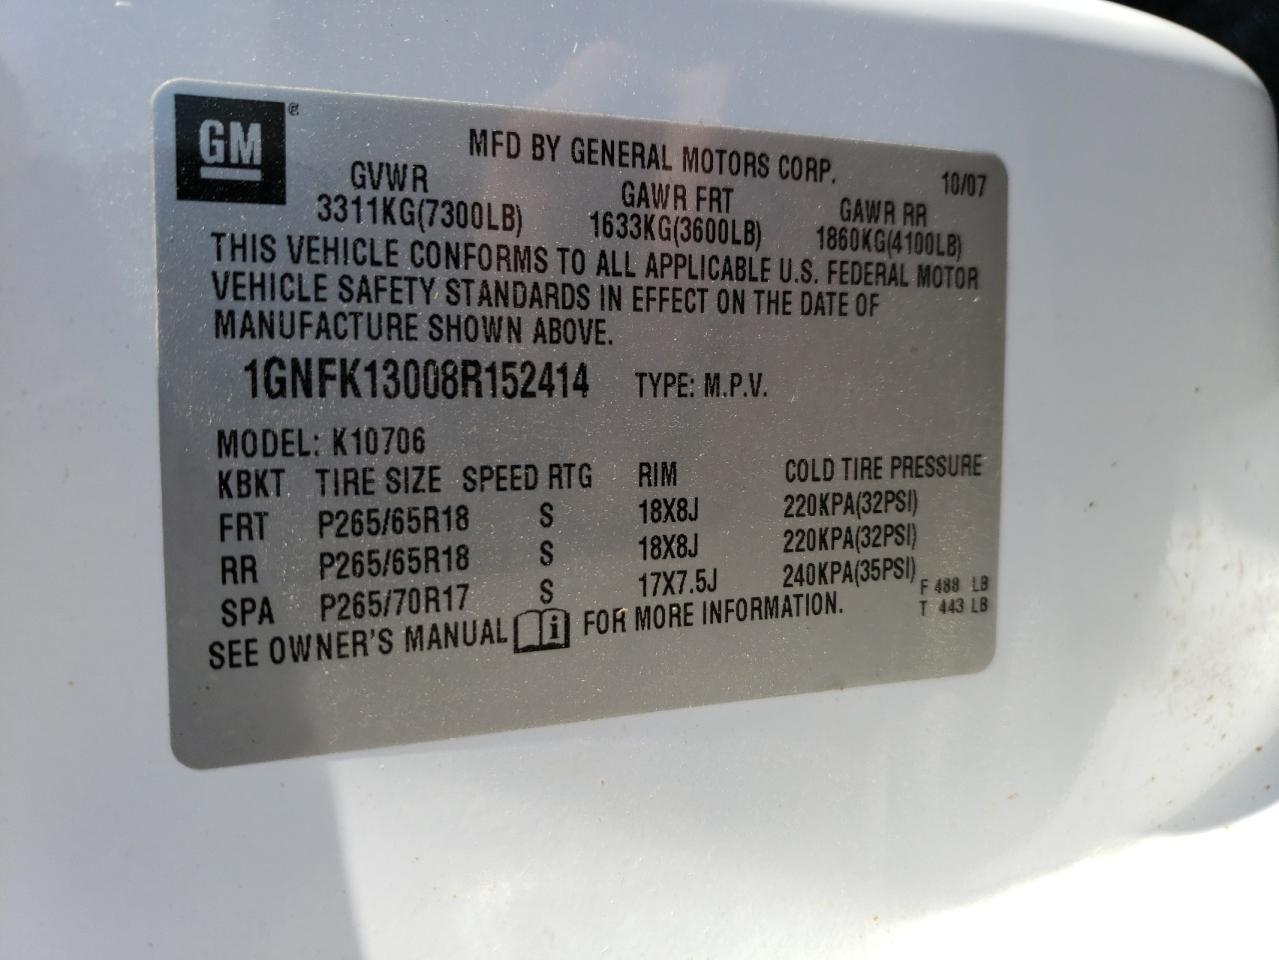 GM ®
MFD BY GENERAL MOTORS CORP. 10/07
GVWR GAWR FRT GAWR RR
3311KG(7300LB) 1633KG(3600LB) 1860KG(4100LB)
THIS VEHICLE CONFORMS TO ALL APPLICABLE U.S. FEDERAL MOTOR
VEHICLE SAFETY STANDARDS IN EFFECT ON THE DATE OF
MANUFACTURE SHOWN ABOVE.
1GNFK13008R152414 TYPE: M.P.V.
MODEL: K10706
KBKT TIRE SIZE SPEED RTG RIM COLD TIRE PRESSURE
FRT P265/65R18 S 18X8J 220KPA(32PSI)
RR P265/65R18 S 18X8J 220KPA(32PSI)
SPA P265/70R17 S 17X7.5J 240KPA(35PSI) F 488 LB
T 443 LB
SEE OWNER'S MANUAL i FOR MORE INFORMATION.